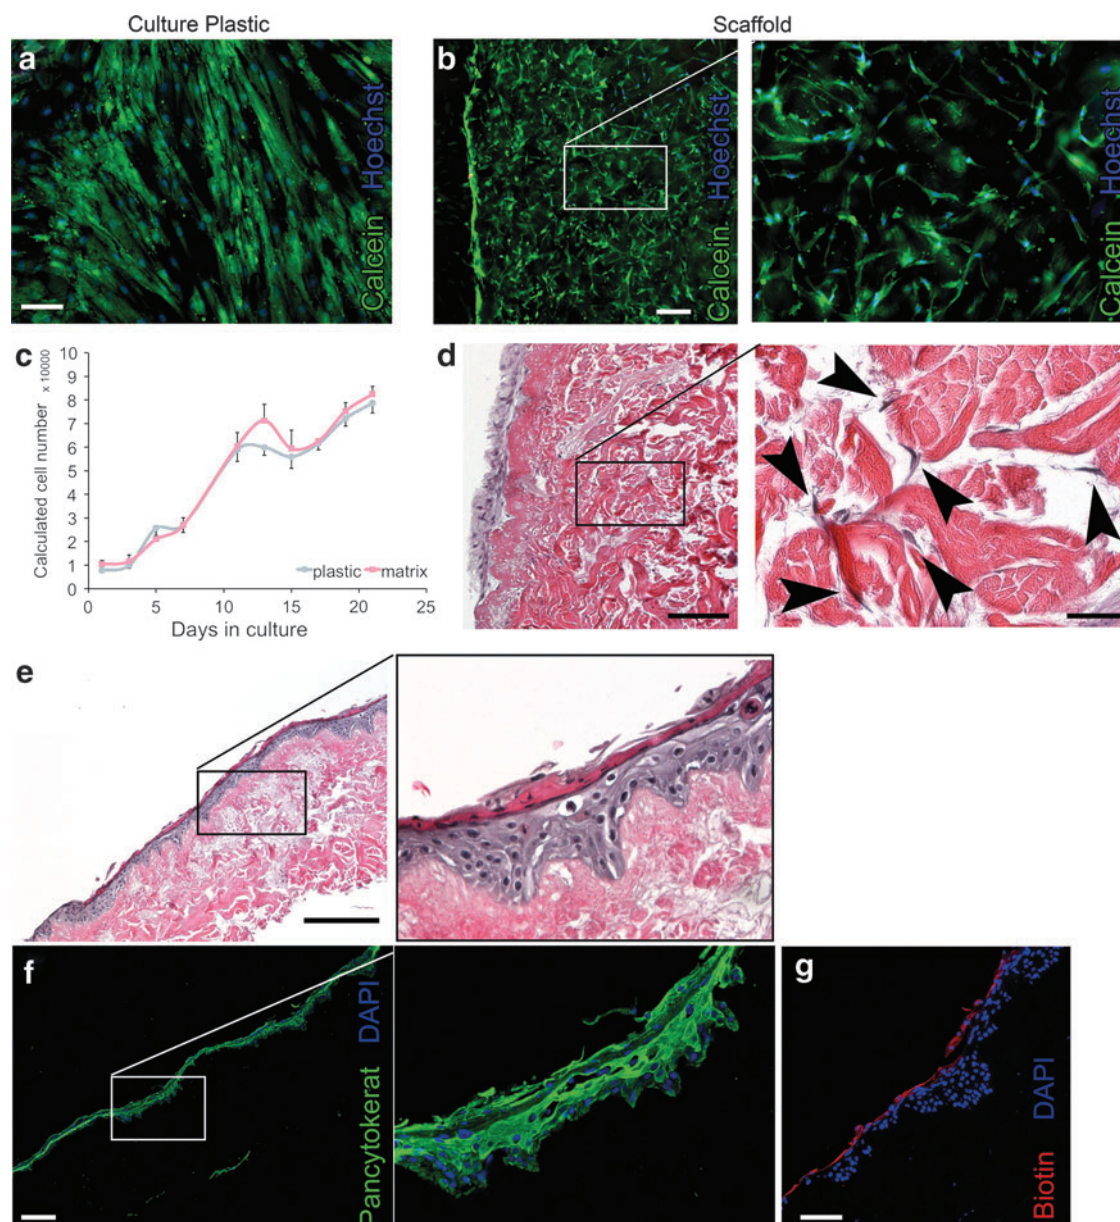 Culture Plastic
Scaffold
a
Calcein Hoechst
b
Calcein Hoechst
Calcein Hoechst
c
Calculated cell number x 10000
10
9
8
7
6
5
4
3
2
1
0
0 5 10 15 20 25
plastic matrix
Days in culture
d
e
f
Pancytokerat DAPI
g
Biotin DAPI